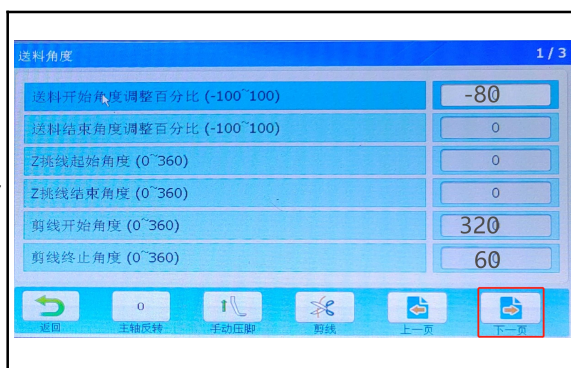 送料角度 1/3
送料开始角度调整百分比 (-100~100) -80
送料结束角度调整百分比 (-100~100) 0
Z挑线起始角度 (0~360) 0
Z挑线结束角度 (0~360) 0
剪线开始角度 (0~360) 320
剪线终止角度 (0~360) 60
0
返回 主轴反转 手动压脚 剪线 上一页 下一页